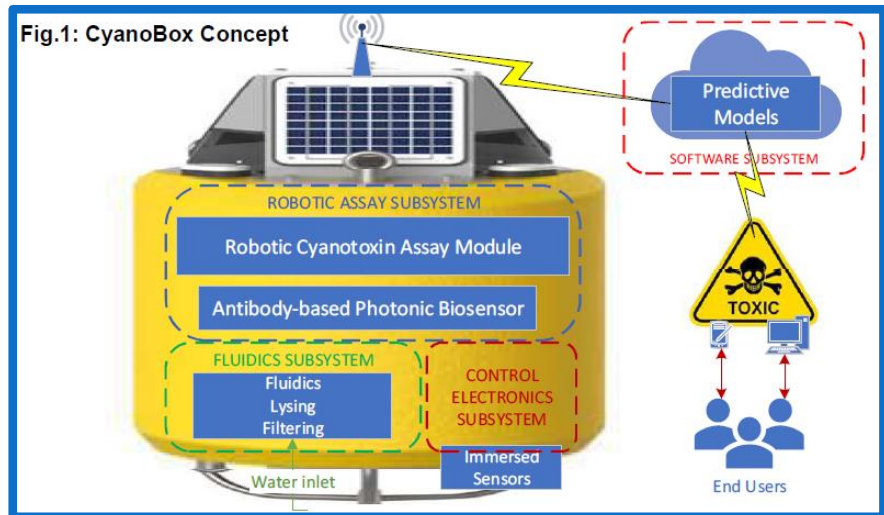 Fig.1: CyanoBox Concept
Predictive
Models
SOFTWARE SUBSYSTEM
ROBOTIC ASSAY SUBSYSTEM
Robotic Cyanotoxin Assay Module
Antibody-based Photonic Biosensor
TOXIC
FLUIDICS SUBSYSTEM
Fluidics
Lysing
Filtering
CONTROL
ELECTRONICS
SUBSYSTEM
Immersed
Sensors
Water inlet
End Users